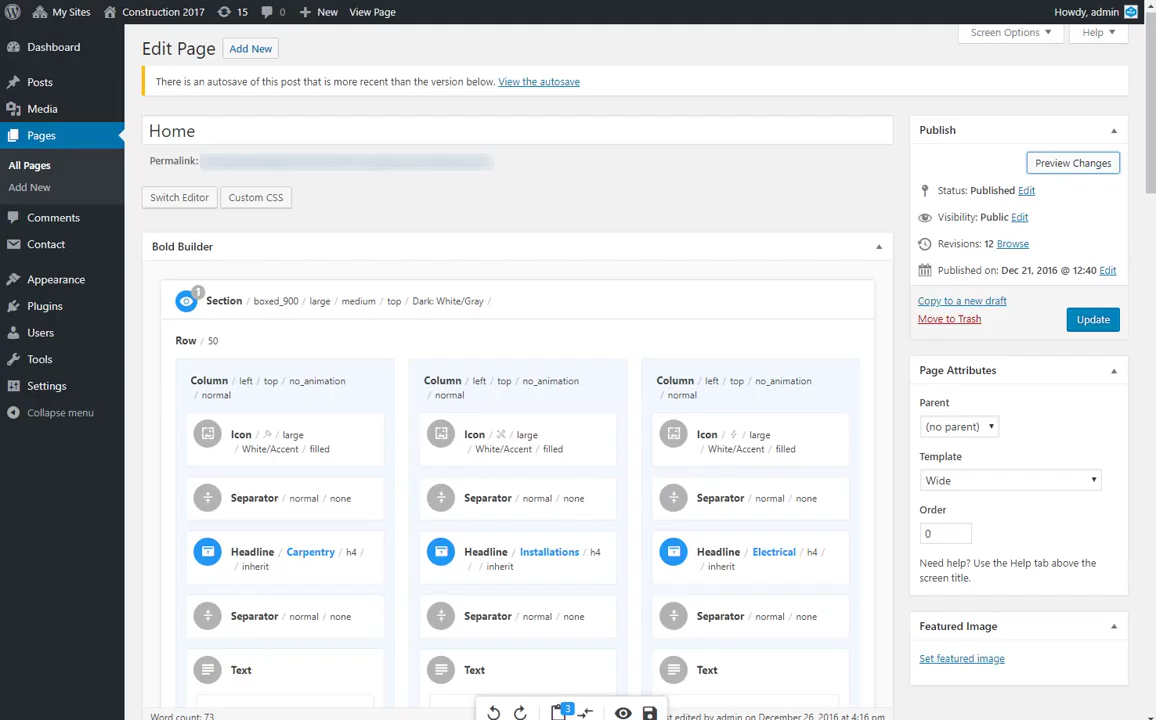 My Sites Construction 2017 15 0 New View Page Howdy, admin
Screen Options Help
Dashboard
Posts
Media
Pages
All Pages
Add New
Comments
Contact
Appearance
Plugins
Users
Tools
Settings
Collapse menu
Edit Page Add New
There is an autosave of this post that is more recent than the version below. View the autosave
Home
Permalink:
Switch Editor Custom CSS
Bold Builder
1
Section / boxed_900 / large / medium / top / Dark: White/Gray /
Row / 50
Column / left / top / no_animation
/ normal
Icon / / large
/ White/Accent / filled
Separator / normal / none
Headline / Carpentry / h4 /
/ inherit
Separator / normal / none
Text
Column / left / top / no_animation
/ normal
Icon / / large
/ White/Accent / filled
Separator / normal / none
Headline / Installations / h4
/ / inherit
Separator / normal / none
Text
Column / left / top / no_animation
/ normal
Icon / / large
/ White/Accent / filled
Separator / normal / none
Headline / Electrical / h4 /
/ inherit
Separator / normal / none
Text
3
Word count: 73
edited by admin on December 26, 2016 at 4:16 pm
Publish
Preview Changes
Status: Published Edit
Visibility: Public Edit
Revisions: 12 Browse
Published on: Dec 21, 2016 @ 12:40 Edit
Copy to a new draft
Move to Trash Update
Page Attributes
Parent
(no parent)
Template
Wide
Order
0
Need help? Use the Help tab above the
screen title.
Featured Image
Set featured image